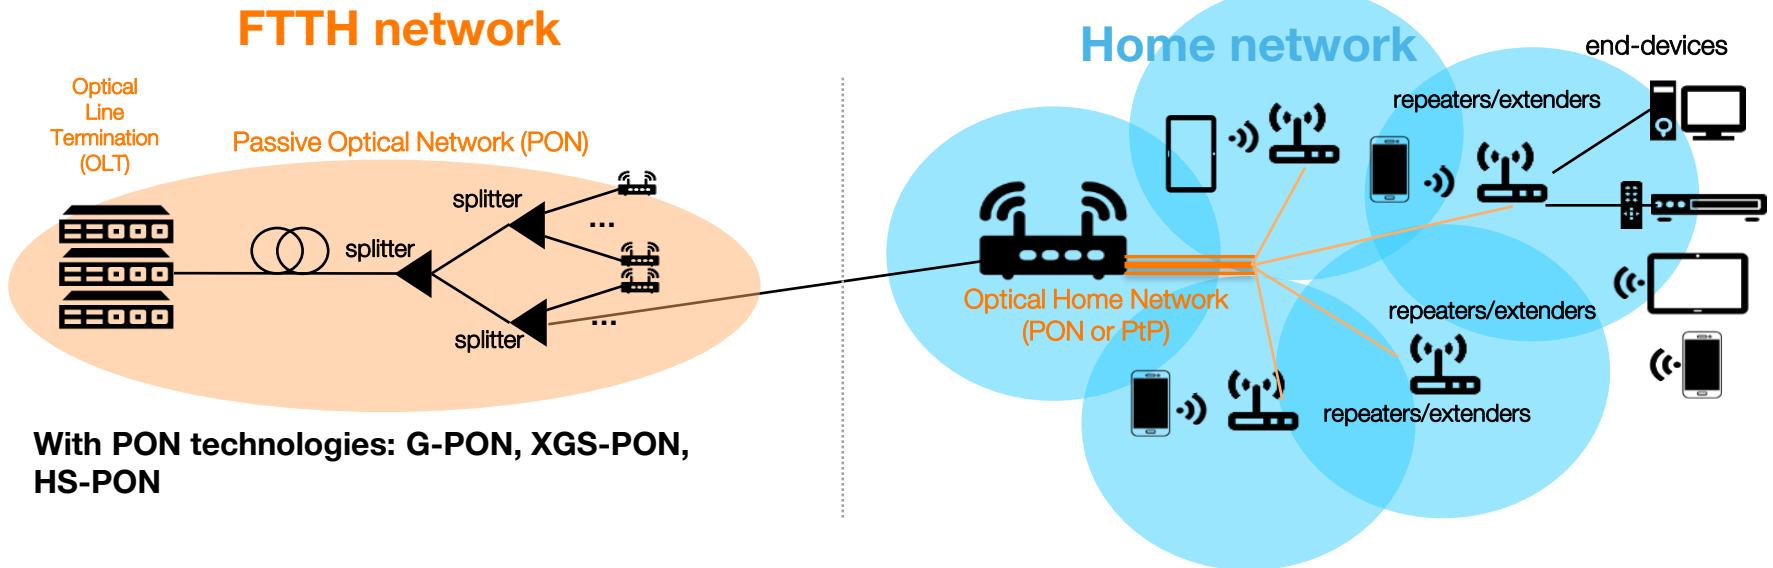 FTTH network
Home network
end-devices
Optical
Line
Termination
(OLT)
Passive Optical Network (PON)
repeaters/extenders
splitter
...
splitter
Optical Home Network
(PON or PtP)
repeaters/extenders
...
splitter
repeaters/extenders
With PON technologies: G-PON, XGS-PON,
HS-PON